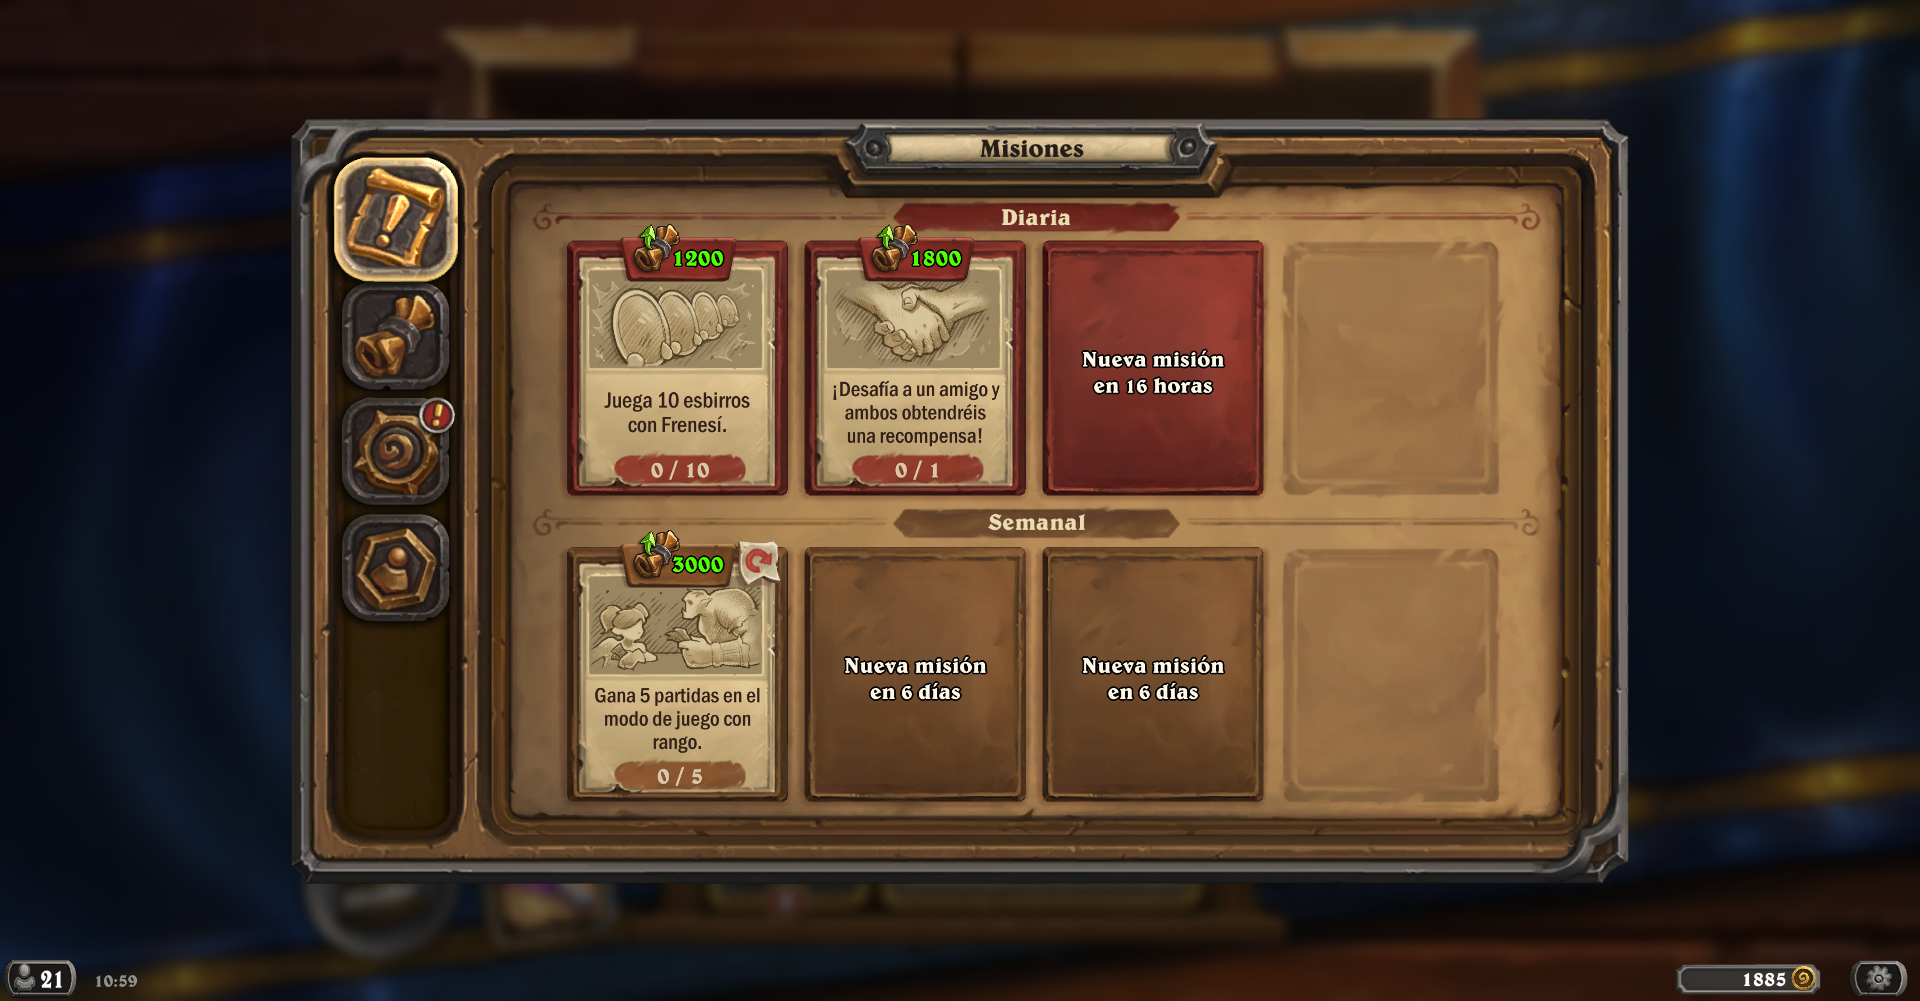 Misiones
Diaria
1200
Juega 10 esbirros
con Frenesí.
0 / 10
1800
¡Desafía a un amigo y
ambos obtendréis
una recompensa!
0 / 1
Nueva misión
en 16 horas
Semanal
3000
Gana 5 partidas en el
modo de juego con
rango.
0 / 5
Nueva misión
en 6 días
Nueva misión
en 6 días
21
10:59
1885